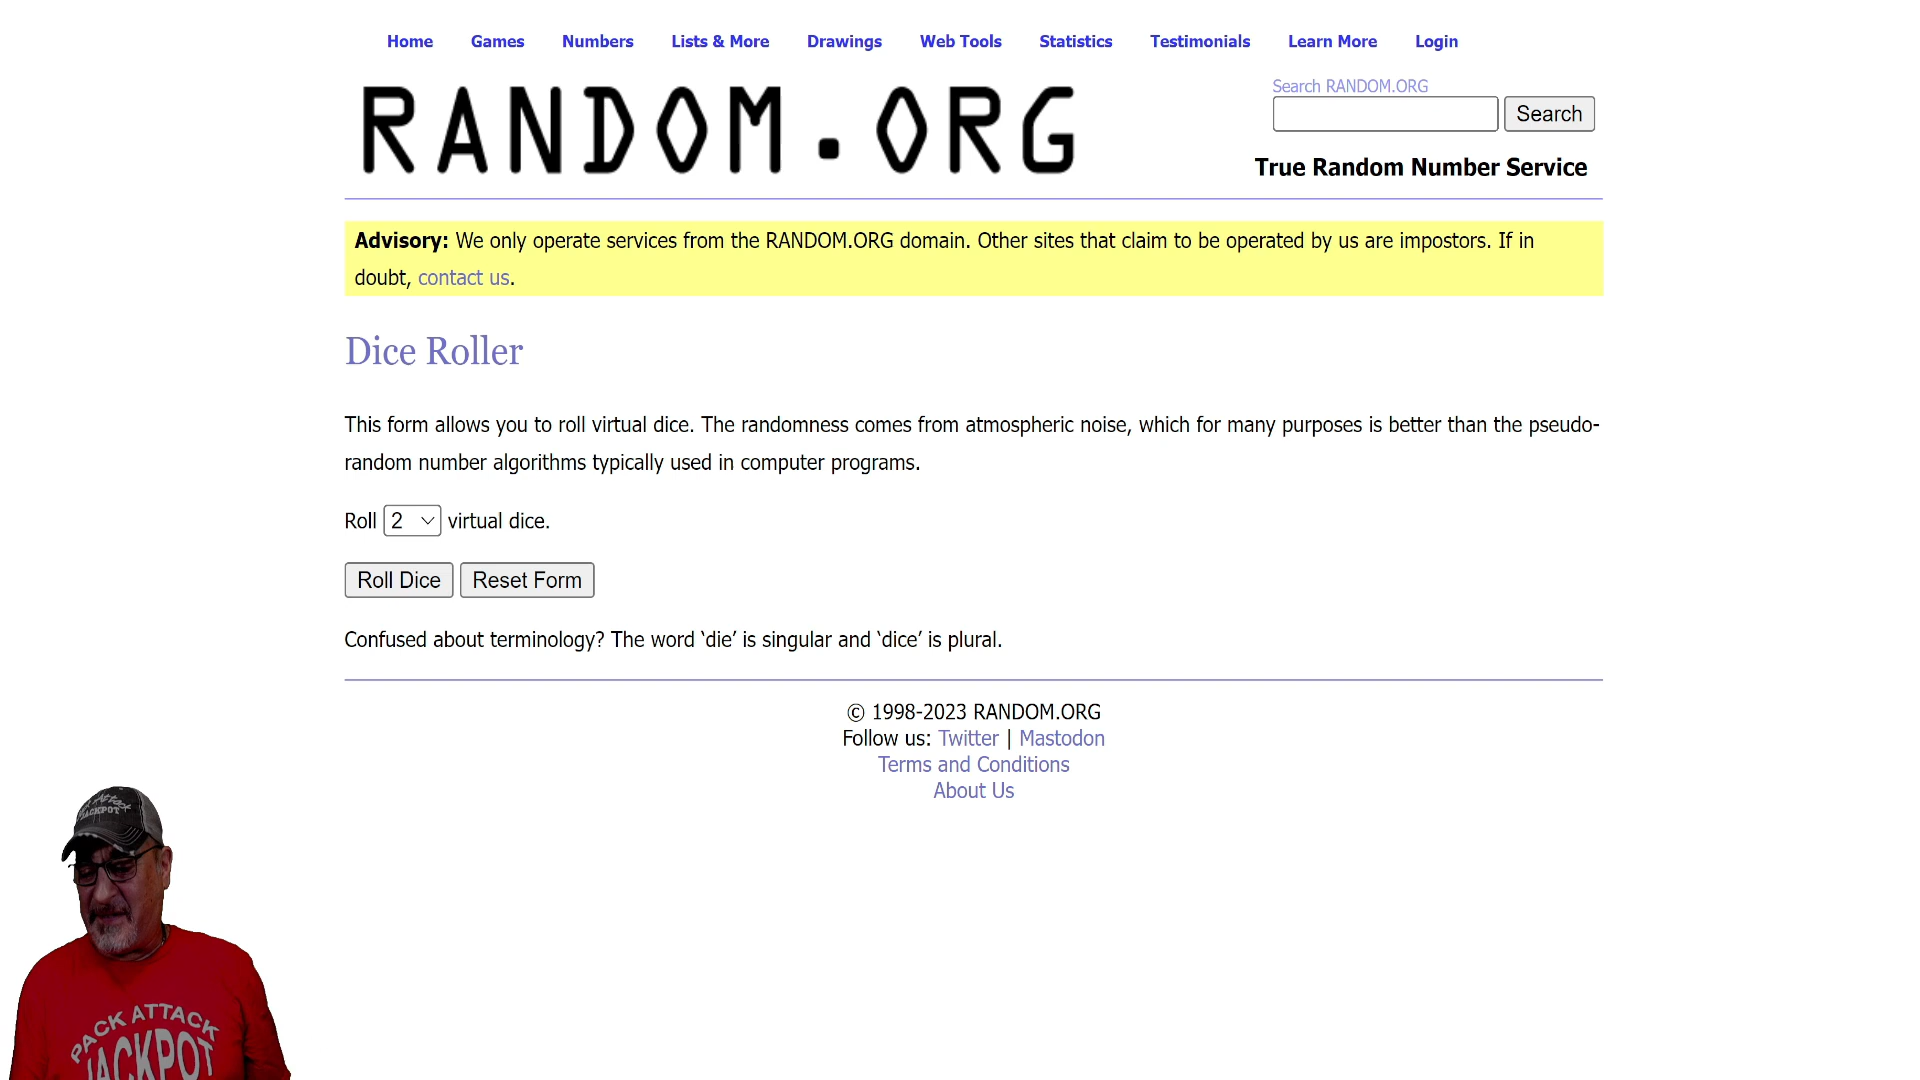 Home Games Numbers Lists & More Drawings Web Tools Statistics Testimonials Learn More Login
RANDOM.ORG
Search RANDOM.ORG
Search
True Random Number Service
Advisory: We only operate services from the RANDOM.ORG domain. Other sites that claim to be operated by us are impostors. If in
doubt, contact us.
Dice Roller
This form allows you to roll virtual dice. The randomness comes from atmospheric noise, which for many purposes is better than the pseudo-
random number algorithms typically used in computer programs.
Roll 2 virtual dice.
Roll Dice Reset Form
Confused about terminology? The word ‘die’ is singular and ‘dice’ is plural.
© 1998-2023 RANDOM.ORG
Follow us: Twitter | Mastodon
Terms and Conditions
About Us
Attack
JACKPOT
PACK ATTACK
JACKPOT